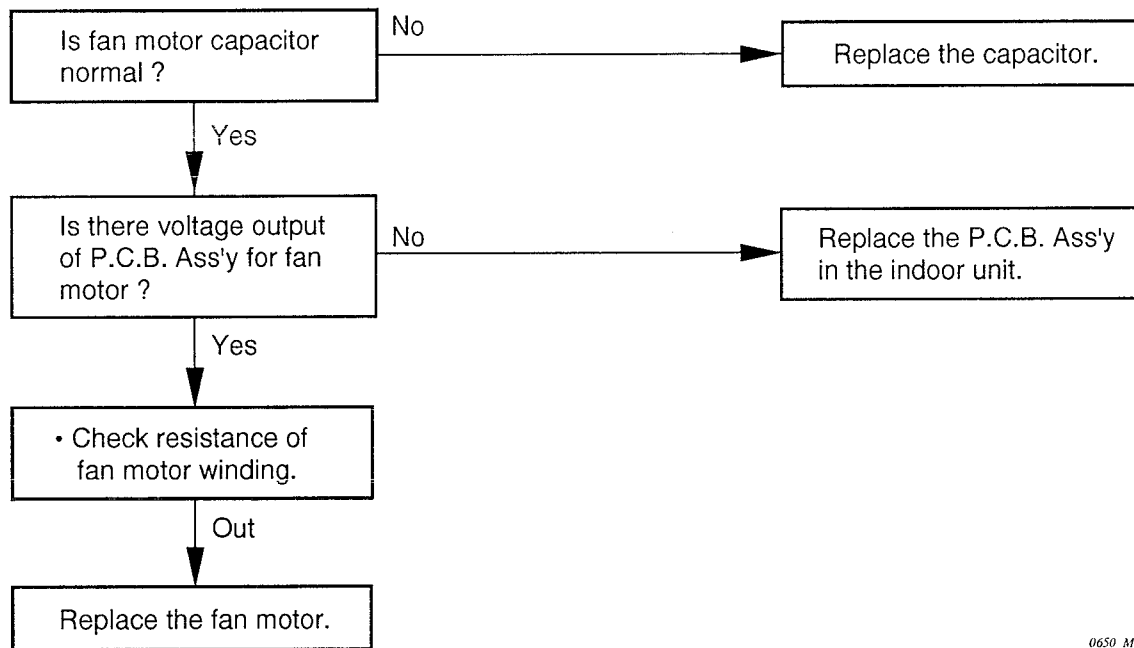 Is fan motor capacitor
normal ?
No
Replace the capacitor.
Yes
Is there voltage output
of P.C.B. Ass'y for fan
motor ?
No
Replace the P.C.B. Ass'y
in the indoor unit.
Yes
• Check resistance of
fan motor winding.
Out
Replace the fan motor.
0650 M